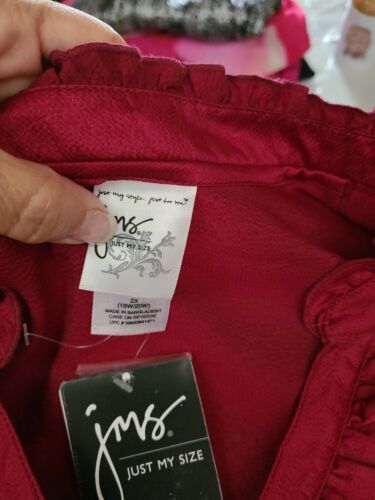 just my style, just for me
jms®
JUST MY SIZE
2X
(18W/20W)
MADE IN BANGLADESH
CARE ON REVERSE
jms®
JUST MY SIZE